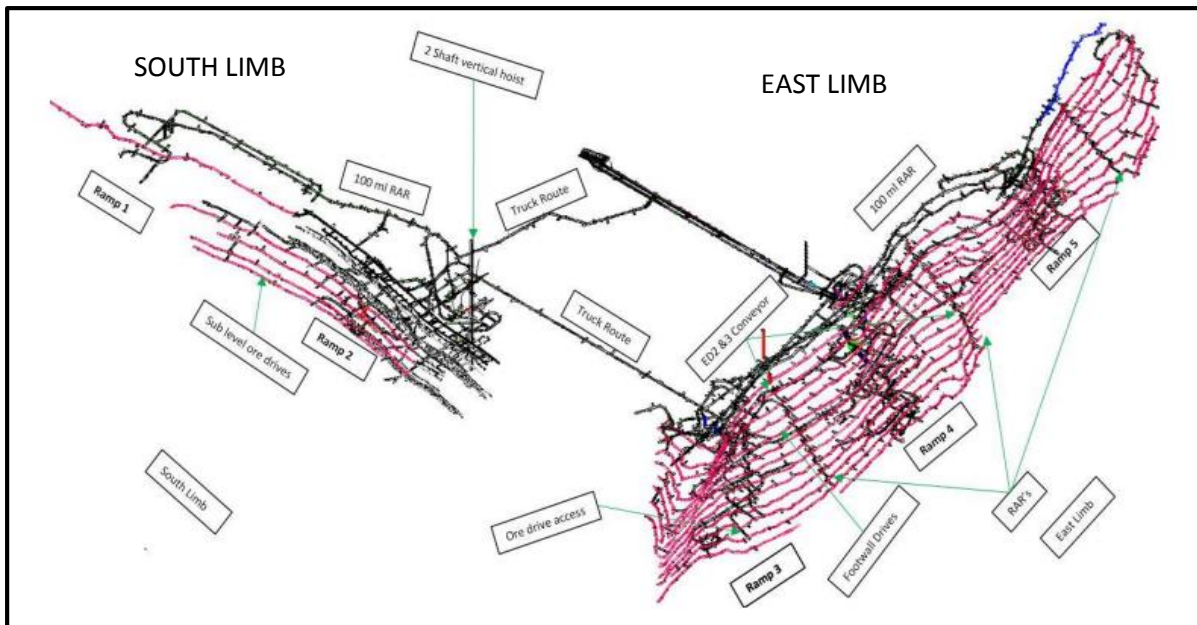 SOUTH LIMB
2 Shaft vertical hoist
EAST LIMB
Ramp 1
100 ml RAR
Truck Route
100 ml RAR
Ramp 5
Sub level ore drives
Ramp 2
Truck Route
ED2 &3 Conveyor
Ramp 4
South Limb
Ore drive access
Ramp 3
Footwall Drives
RAR's
East Limb